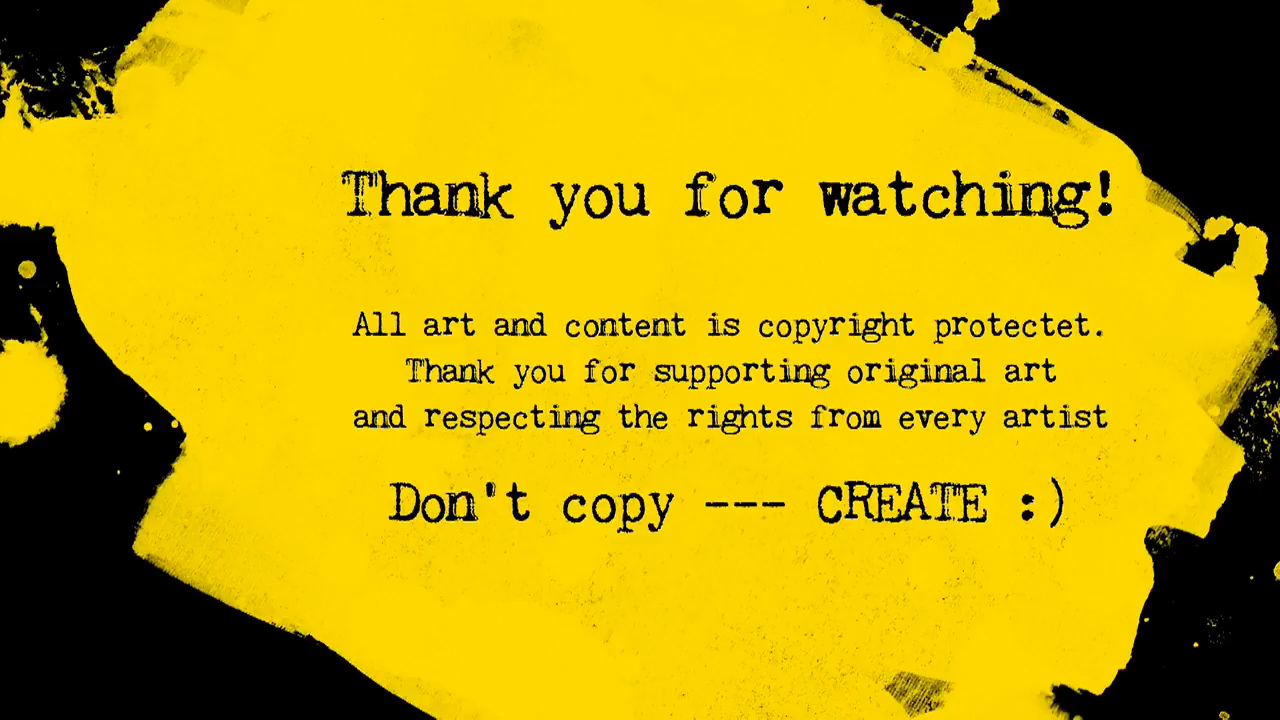 Thank you for watching!
All art and content is copyright protectet.
Thank you for supporting original art
and respecting the rights from every artist
Don't copy --- CREATE :)